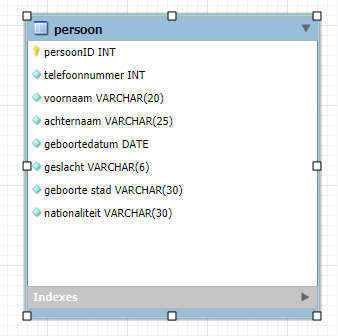 persoon
persoonID INT
telefoonnummer INT
voornaam VARCHAR(20)
achternaam VARCHAR(25)
geboortedatum DATE
geslacht VARCHAR(6)
geboorte stad VARCHAR(30)
nationaliteit VARCHAR(30)
Indexes